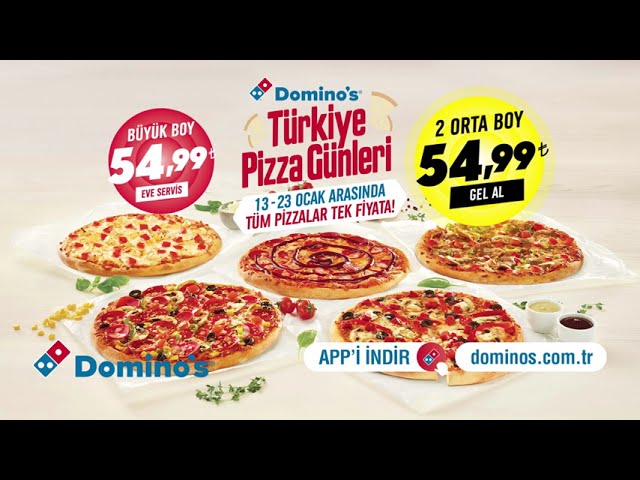 Domino's
Türkiye
Pizza Günleri
13-23 OCAK ARASINDA
TÜM PİZZALAR TEK FİYATA!
BÜYÜK BOY
54,99₺
EVE SERVİS
2 ORTA BOY
54,99₺
GEL AL
Domino's
APP'İ İNDİR
dominos.com.tr